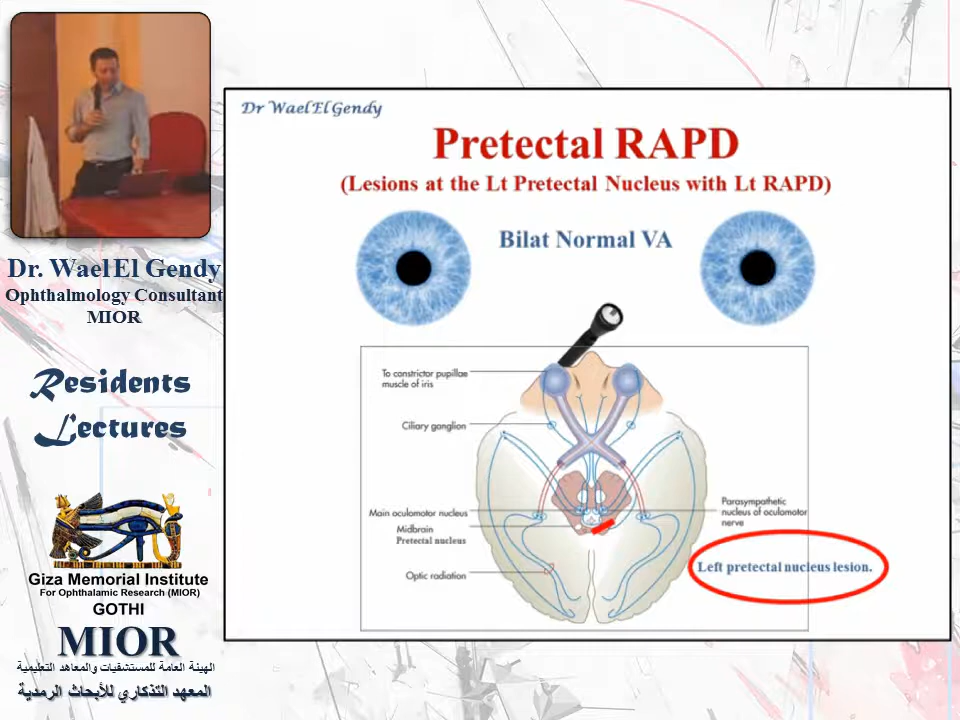 Dr. Wael El Gendy
Ophthalmology Consultant
MIOR
Residents
Lectures
Giza Memorial Institute
For Ophthalamic Research (MIOR)
GOTHI
MIOR
الهيئة العامة للمستشفيات والمعاهد التعليمية
المعهد التذكاري للأبحاث الرمدية
Dr Wael El Gendy
Pretectal RAPD
(Lesions at the Lt Pretectal Nucleus with Lt RAPD)
Bilat Normal VA
To constrictor pupillae
muscle of iris
Ciliary ganglion
Main oculomotor nucleus
Midbrain
Pretectal nucleus
Optic radiation
Parasympathetic
nucleus of oculomotor
nerve
Left pretectal nucleus lesion.